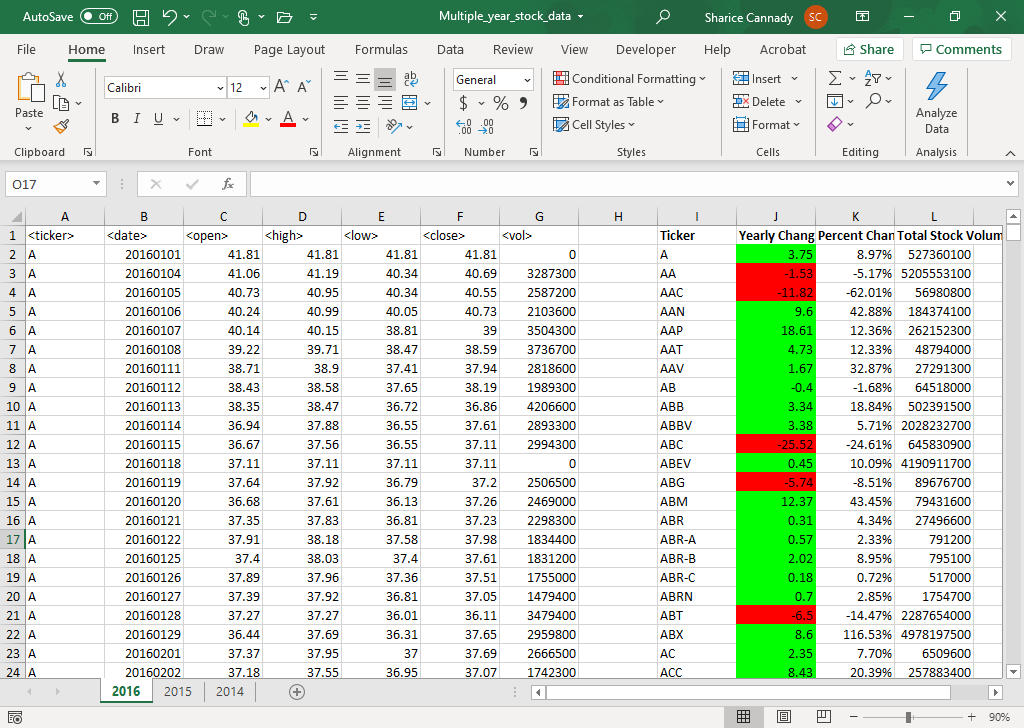 AutoSave Off Multiple_year_stock_data Sharice Cannady SC
File Home Insert Draw Page Layout Formulas Data Review View Developer Help Acrobat Share Comments
Calibri 12 General Conditional Formatting Insert
Paste B I U $ % Format as Table Delete Analyze Data
Cell Styles Format
Clipboard Font Alignment Number Styles Cells Editing Analysis
O17 fx
A B C D E F G H I J K L
1 <ticker> <date> <open> <high> <low> <close> <vol> Ticker Yearly Chang Percent Chan Total Stock Volum
2 A 20160101 41.81 41.81 41.81 41.81 0 A 3.75 8.97% 527360100
3 A 20160104 41.06 41.19 40.34 40.69 3287300 AA -1.53 -5.17% 5205553100
4 A 20160105 40.73 40.95 40.34 40.55 2587200 AAC -11.82 -62.01% 56980800
5 A 20160106 40.24 40.99 40.05 40.73 2103600 AAN 9.6 42.88% 184374100
6 A 20160107 40.14 40.15 38.81 39 3504300 AAP 18.61 12.36% 262152300
7 A 20160108 39.22 39.71 38.47 38.59 3736700 AAT 4.73 12.33% 48794000
8 A 20160111 38.71 38.9 37.41 37.94 2818600 AAV 1.67 32.87% 27291300
9 A 20160112 38.43 38.58 37.65 38.19 1989300 AB -0.4 -1.68% 64518000
10 A 20160113 38.35 38.47 36.72 36.86 4206600 ABB 3.34 18.84% 502391500
11 A 20160114 36.94 37.88 36.55 37.61 2893300 ABBV 3.38 5.71% 2028232700
12 A 20160115 36.67 37.56 36.55 37.11 2994300 ABC -25.52 -24.61% 645830900
13 A 20160118 37.11 37.11 37.11 37.11 0 ABEV 0.45 10.09% 4190911700
14 A 20160119 37.64 37.92 36.79 37.2 2506500 ABG -5.74 -8.51% 89676700
15 A 20160120 36.68 37.61 36.13 37.26 2469000 ABM 12.37 43.45% 79431600
16 A 20160121 37.35 37.83 36.81 37.23 2298300 ABR 0.31 4.34% 27496600
17 A 20160122 37.91 38.18 37.58 37.98 1834400 ABR-A 0.57 2.33% 791200
18 A 20160125 37.4 38.03 37.4 37.61 1831200 ABR-B 2.02 8.95% 795100
19 A 20160126 37.89 37.96 37.36 37.51 1755000 ABR-C 0.18 0.72% 517000
20 A 20160127 37.39 37.92 36.81 37.05 1479400 ABRN 0.7 2.85% 1754700
21 A 20160128 37.27 37.27 36.01 36.11 3479400 ABT -6.5 -14.47% 2287654000
22 A 20160129 36.44 37.69 36.31 37.65 2959800 ABX 8.6 116.53% 4978197500
23 A 20160201 37.37 37.95 37 37.69 2666500 AC 2.35 7.70% 6509600
24 A 20160202 37.18 37.55 36.95 37.07 1742300 ACC 8.43 20.39% 257883400
2016 2015 2014
90%